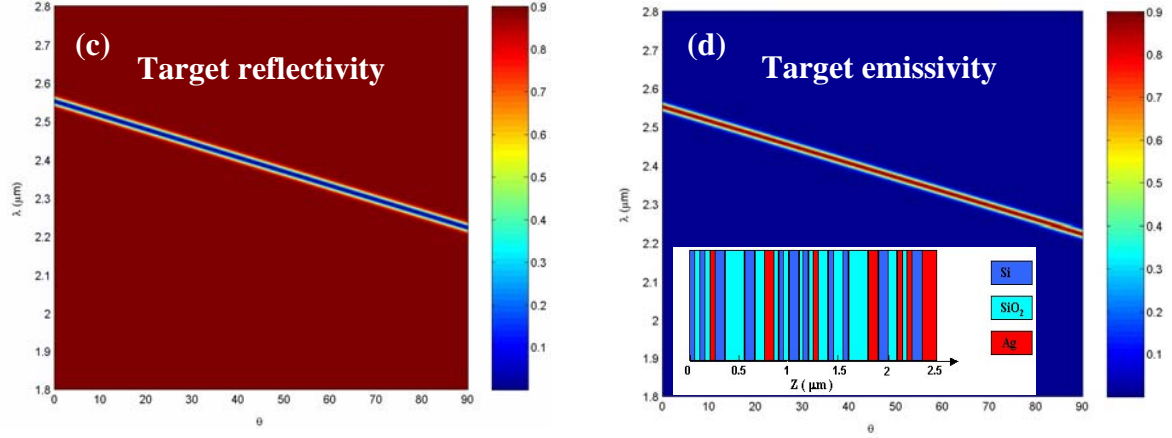 (c)
Target reflectivity
2.8
2.7
2.6
2.5
2.4
2.3
2.2
2.1
2
1.9
1.8
λ (μm)
0 10 20 30 40 50 60 70 80 90
θ
0.9
0.8
0.7
0.6
0.5
0.4
0.3
0.2
0.1
(d)
Target emissivity
2.8
2.7
2.6
2.5
2.4
2.3
2.2
2.1
2
1.9
1.8
λ (μm)
Si
SiO₂
Ag
0 0.5 1 1.5 2 2.5
Z ( μm)
0 10 20 30 40 50 60 70 80 90
θ
0.9
0.8
0.7
0.6
0.5
0.4
0.3
0.2
0.1